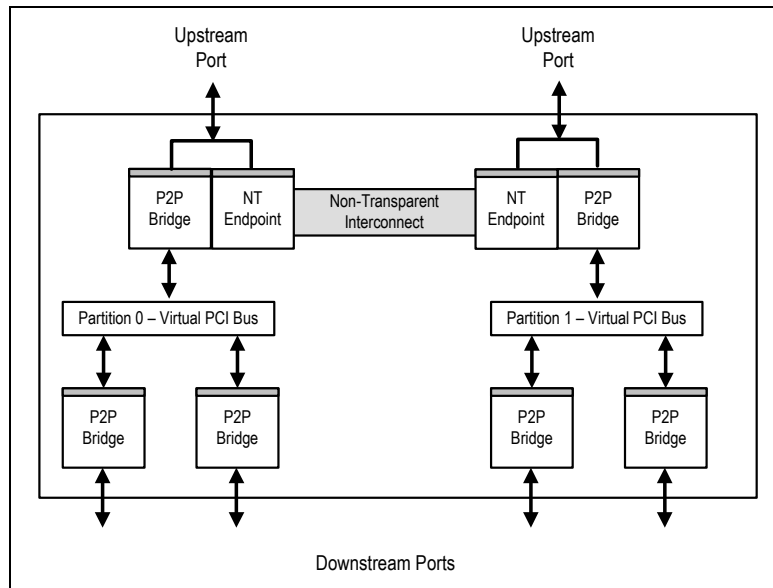 Upstream
Port
Upstream
Port
P2P
Bridge
NT
Endpoint
Non-Transparent
Interconnect
NT
Endpoint
P2P
Bridge
Partition 0 – Virtual PCI Bus
Partition 1 – Virtual PCI Bus
P2P
Bridge
P2P
Bridge
P2P
Bridge
P2P
Bridge
Downstream Ports